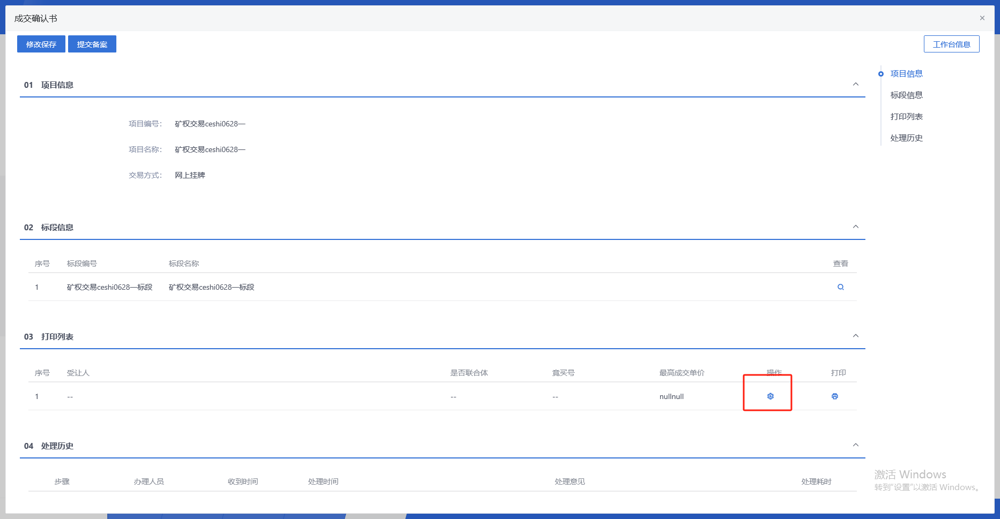 成交确认书
修改保存 提交备案 工作台信息
项目信息
标段信息
打印列表
处理历史
01 项目信息
项目编号： 矿权交易ceshi0628—
项目名称： 矿权交易ceshi0628—
交易方式： 网上挂牌
02 标段信息
序号 标段编号 标段名称 查看
1 矿权交易ceshi0628—标段 矿权交易ceshi0628—标段
03 打印列表
序号 受让人 是否联合体 竟买号 最高成交单价 操作 打印
1 -- -- -- nullnull
04 处理历史
步骤 办理人员 收到时间 处理时间 处理意见 处理耗时
激活 Windows
转到"设置"以激活 Windows。